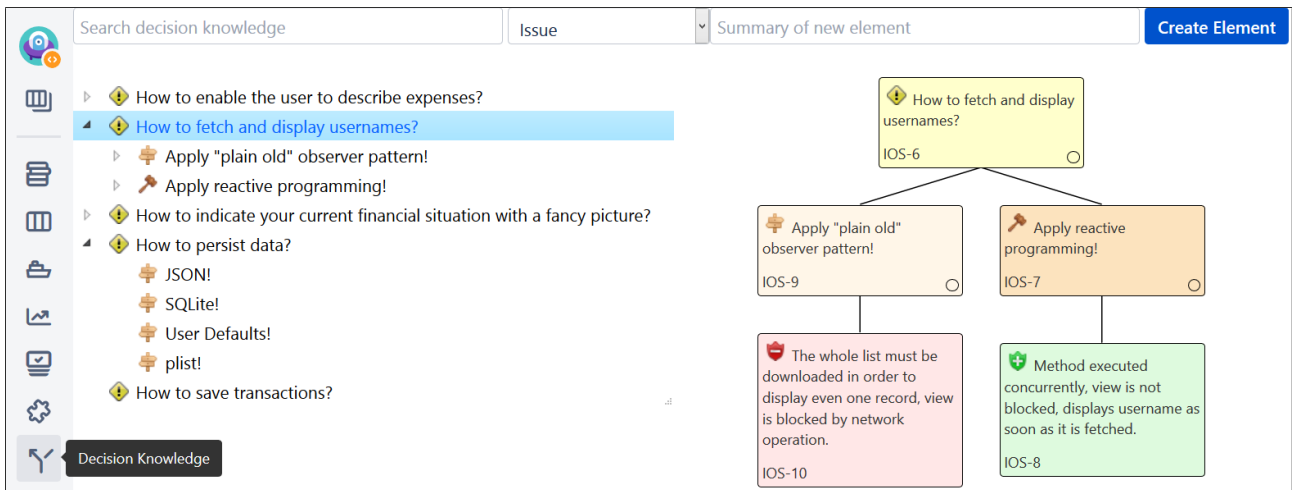 Search decision knowledge
Issue
Summary of new element
Create Element
How to enable the user to describe expenses?
How to fetch and display usernames?
Apply "plain old" observer pattern!
Apply reactive programming!
How to indicate your current financial situation with a fancy picture?
How to persist data?
JSON!
SQLite!
User Defaults!
plist!
How to save transactions?
Decision Knowledge
How to fetch and display
usernames?
IOS-6
Apply "plain old"
observer pattern!
IOS-9
Apply reactive
programming!
IOS-7
The whole list must be
downloaded in order to
display even one record, view
is blocked by network
operation.
IOS-10
Method executed
concurrently, view is not
blocked, displays username as
soon as it is fetched.
IOS-8